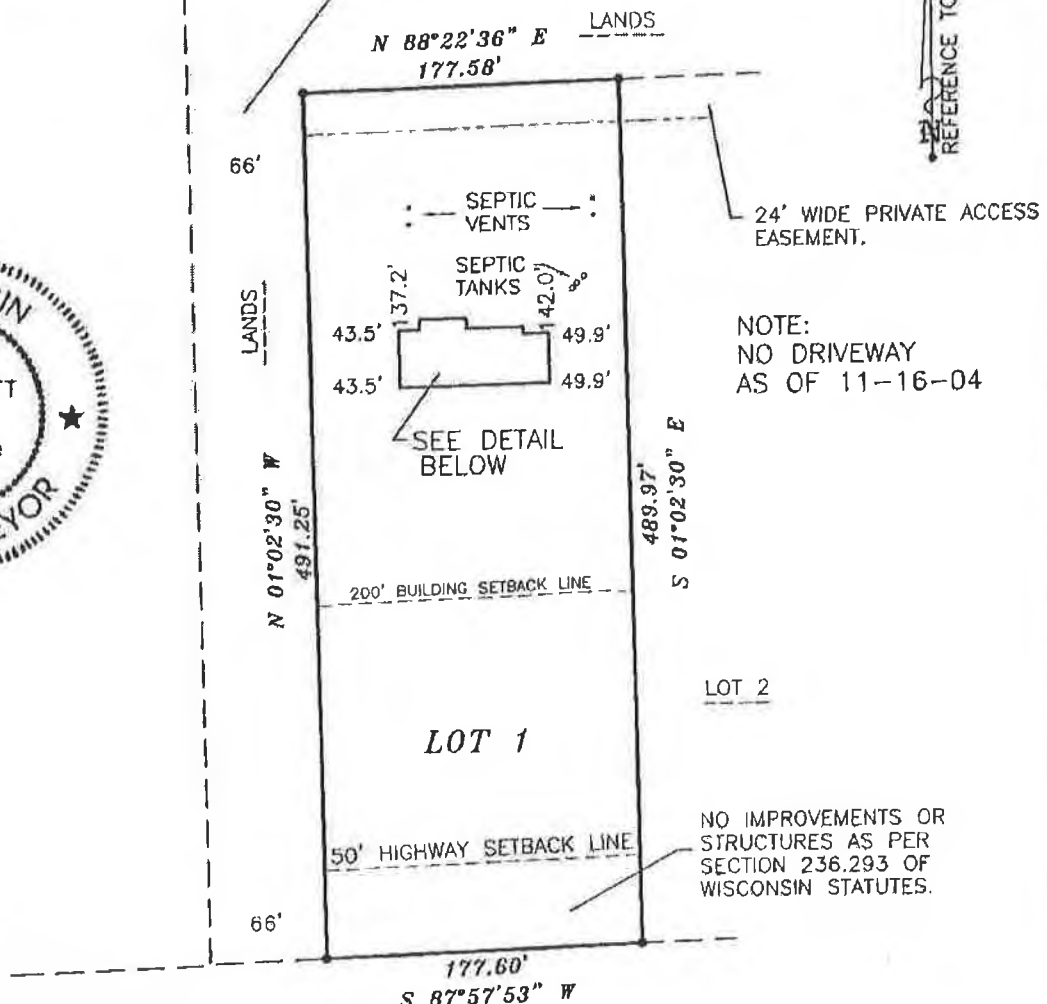 LANDS
N 88°22'36" E
177.58'
REFERENCE TO
N
66'
SEPTIC
VENTS
24' WIDE PRIVATE ACCESS
EASEMENT.
SEPTIC
TANKS
137.2'
142.0'
LANDS
43.5'
49.9'
43.5'
49.9'
NOTE:
NO DRIVEWAY
AS OF 11-16-04
SEE DETAIL
BELOW
N 01°02'30" W
491.25'
489.97'
S 01°02'30" E
200' BUILDING SETBACK LINE
LOT 2
LOT 1
50' HIGHWAY SETBACK LINE
NO IMPROVEMENTS OR
STRUCTURES AS PER
SECTION 236.293 OF
WISCONSIN STATUTES.
66'
177.60'
S 87°57'53" W